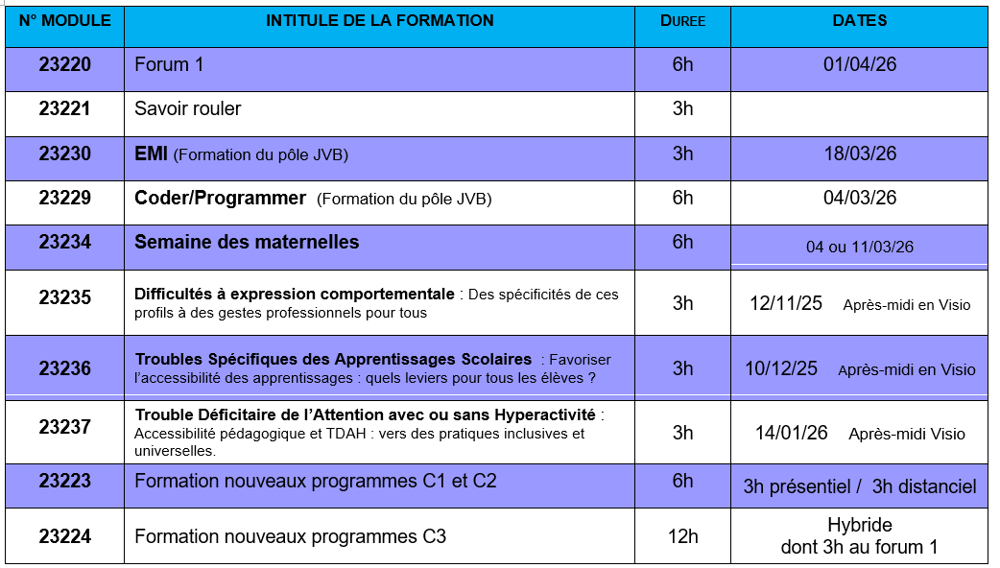 N° MODULE INTITULE DE LA FORMATION DUREE DATES
23220 Forum 1 6h 01/04/26
23221 Savoir rouler 3h
23230 EMI (Formation du pôle JVB) 3h 18/03/26
23229 Coder/Programmer (Formation du pôle JVB) 6h 04/03/26
23234 Semaine des maternelles 6h 04 ou 11/03/26
23235 Difficultés à expression comportementale : Des spécificités de ces
profils à des gestes professionnels pour tous 3h 12/11/25 Après-midi en Visio
23236 Troubles Spécifiques des Apprentissages Scolaires : Favoriser
l’accessibilité des apprentissages : quels leviers pour tous les élèves ? 3h 10/12/25 Après-midi en Visio
23237 Trouble Déficitaire de l’Attention avec ou sans Hyperactivité :
Accessibilité pédagogique et TDAH : vers des pratiques inclusives et
universelles. 3h 14/01/26 Après-midi Visio
23223 Formation nouveaux programmes C1 et C2 6h 3h présentiel / 3h distanciel
23224 Formation nouveaux programmes C3 12h Hybride
dont 3h au forum 1